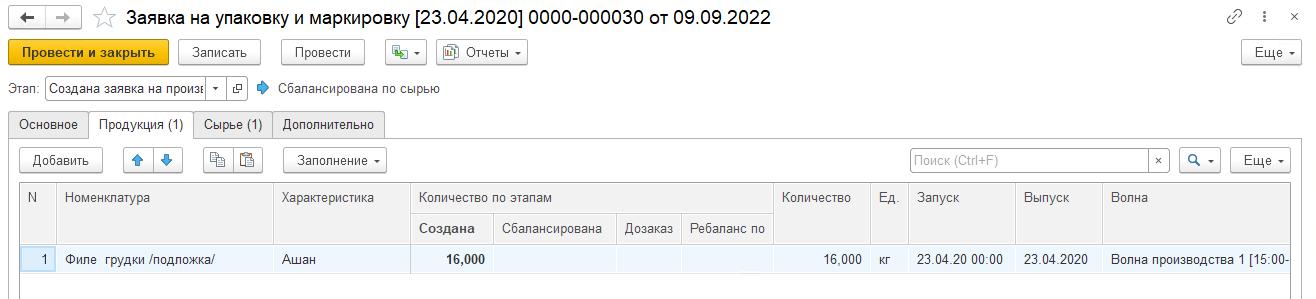 Заявка на упаковку и маркировку [23.04.2020] 0000-000030 от 09.09.2022
Провести и закрыть Записать Провести Отчеты Еще
Этап: Создана заявка на произв Сбалансирована по сырью
Основное Продукция (1) Сырье (1) Дополнительно
Добавить Заполнение Поиск (Ctrl+F) × Еще
N Номенклатура Характеристика Количество по этапам Количество Ед. Запуск Выпуск Волна
Создана Сбалансирована Дозаказ Ребаланс по
1 Филе грудки /подложка/ Ашан 16,000 16,000 кг 23.04.20 00:00 23.04.2020 Волна производства 1 [15:00-